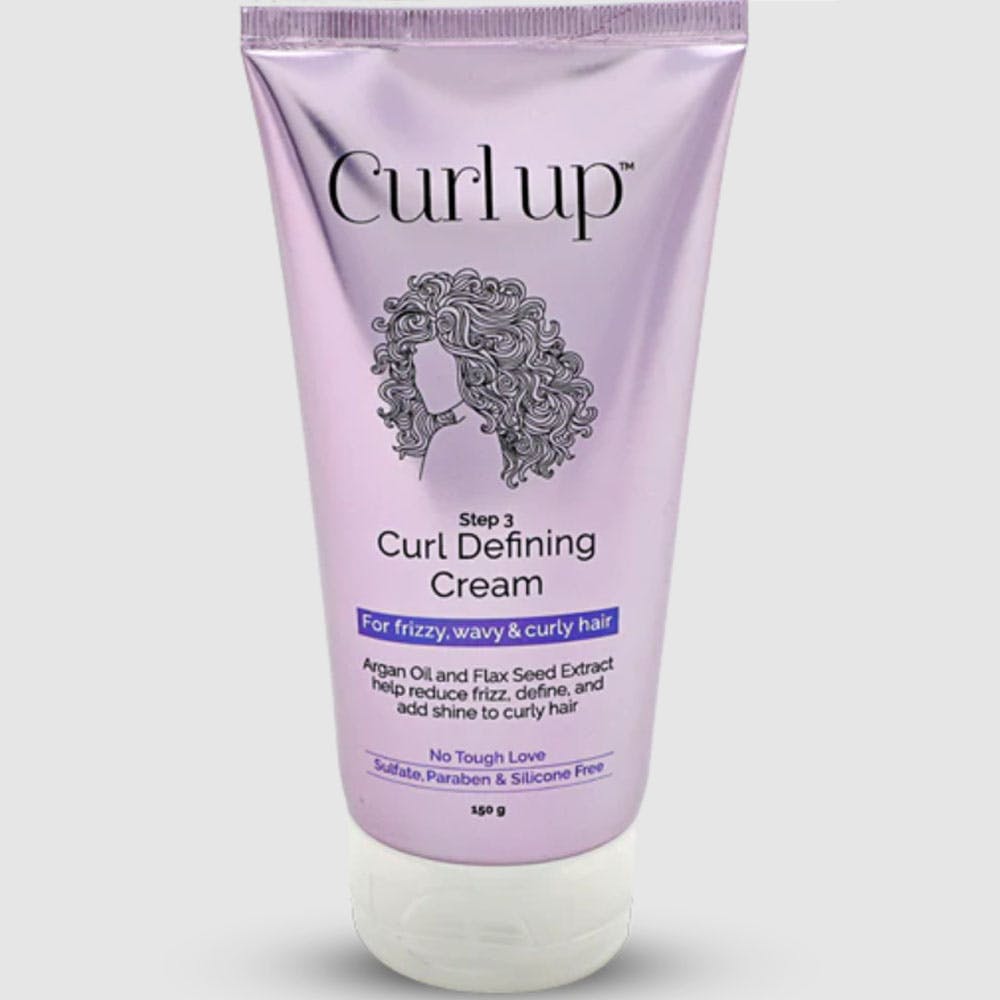 Curl up™
Step 3
Curl Defining
Cream
For frizzy, wavy & curly hair
Argan Oil and Flax Seed Extract
help reduce frizz, define, and
add shine to curly hair
No Tough Love
Sulfate, Paraben & Silicone Free
150 g